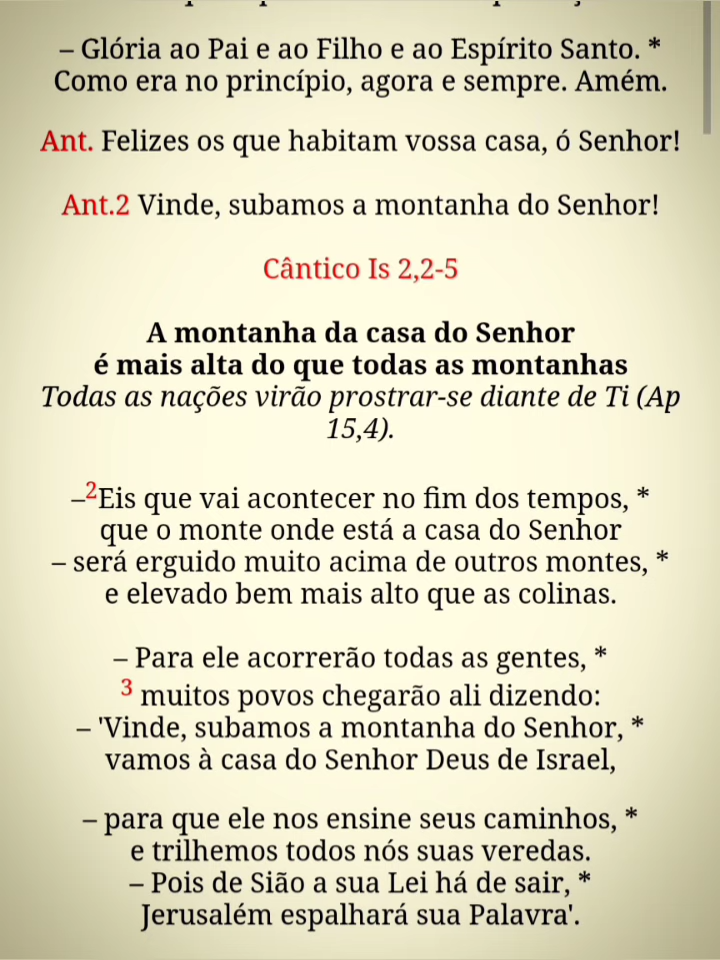 – Glória ao Pai e ao Filho e ao Espírito Santo. *
Como era no princípio, agora e sempre. Amém.
Ant. Felizes os que habitam vossa casa, ó Senhor!
Ant.2 Vinde, subamos a montanha do Senhor!
Cântico Is 2,2-5
A montanha da casa do Senhor
é mais alta do que todas as montanhas
Todas as nações virão prostrar-se diante de Ti (Ap
15,4).
–2Eis que vai acontecer no fim dos tempos, *
que o monte onde está a casa do Senhor
– será erguido muito acima de outros montes, *
e elevado bem mais alto que as colinas.
– Para ele acorrerão todas as gentes, *
3 muitos povos chegarão ali dizendo:
– 'Vinde, subamos a montanha do Senhor, *
vamos à casa do Senhor Deus de Israel,
– para que ele nos ensine seus caminhos, *
e trilhemos todos nós suas veredas.
– Pois de Sião a sua Lei há de sair, *
Jerusalém espalhará sua Palavra'.